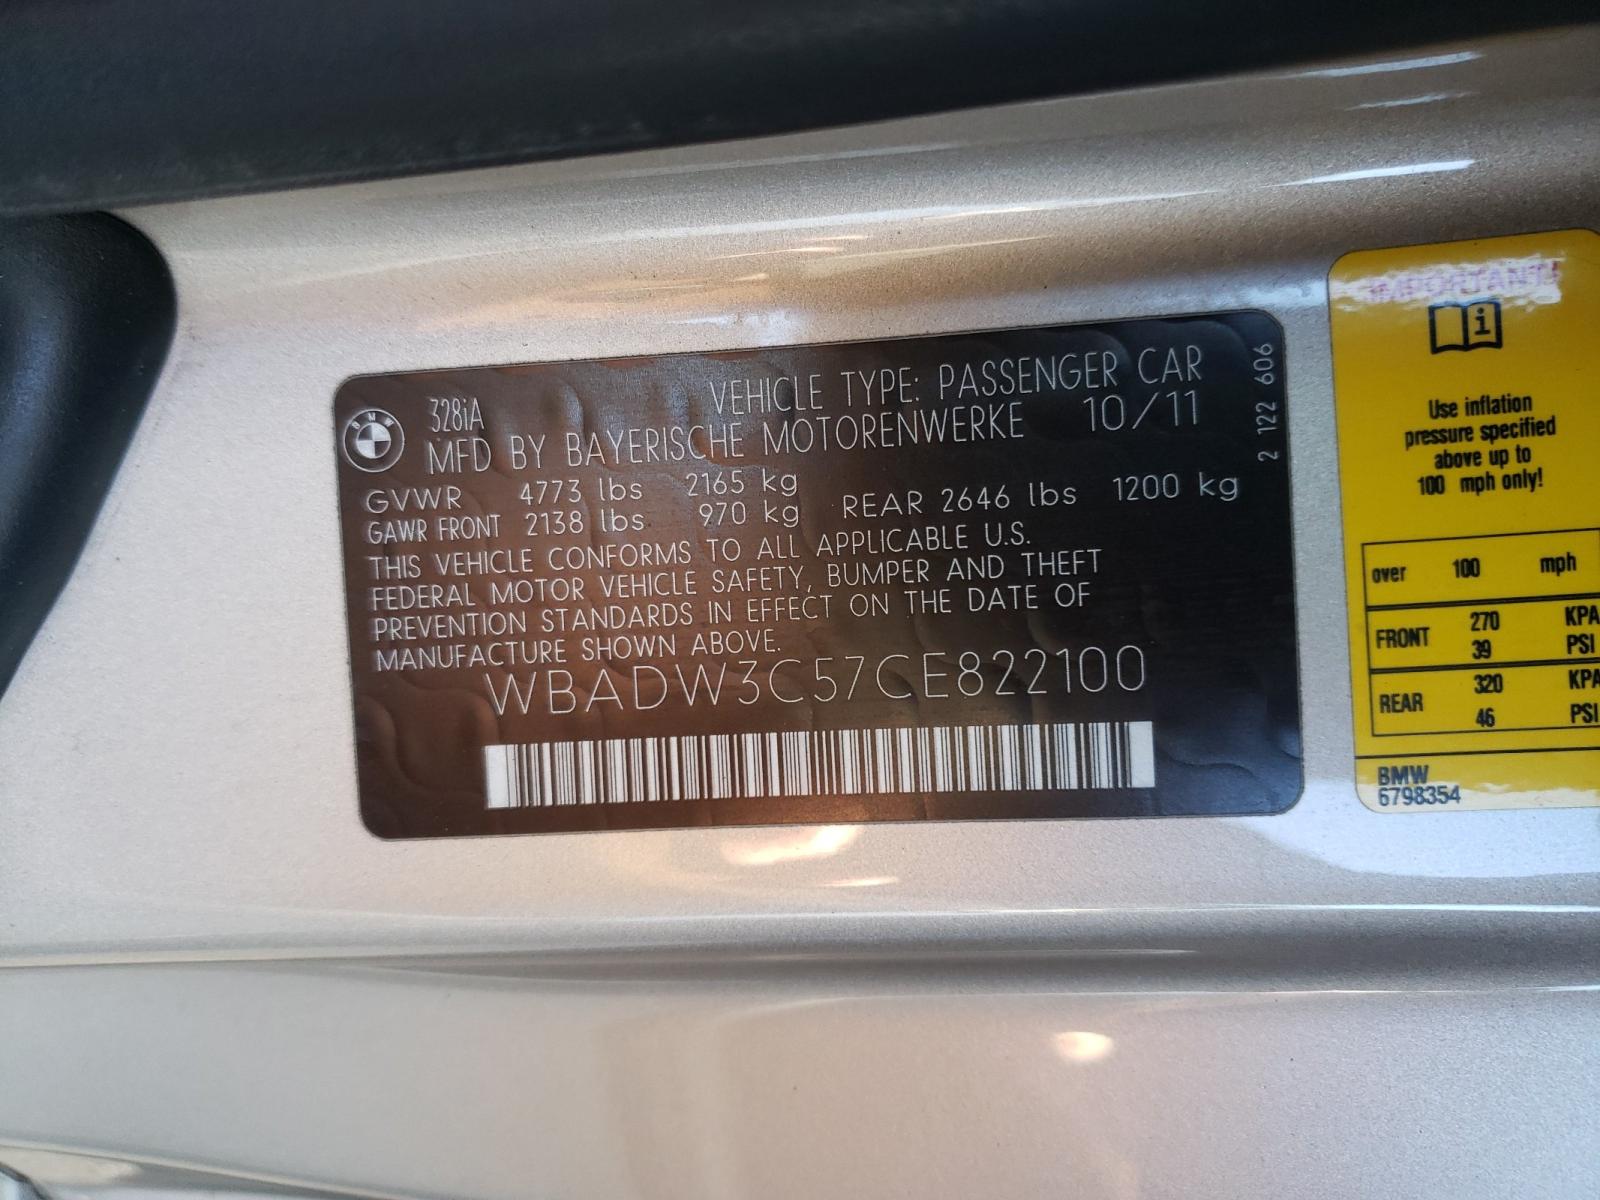 BMW
328iA
VEHICLE TYPE: PASSENGER CAR
MFD BY BAYERISCHE MOTORENWERKE 10/11
GVWR 4773 lbs 2165 kg
GAWR FRONT 2138 lbs 970 kg REAR 2646 lbs 1200 kg
THIS VEHICLE CONFORMS TO ALL APPLICABLE U.S.
FEDERAL MOTOR VEHICLE SAFETY, BUMPER AND THEFT
PREVENTION STANDARDS IN EFFECT ON THE DATE OF
MANUFACTURE SHOWN ABOVE.
WBADW3C57CE822100
2 122 606
IMPORTANT!
i
Use inflation
pressure specified
above up to
100 mph only!
over 100 mph
FRONT 270 KPA
39 PSI
REAR 320 KPA
46 PSI
BMW
6798354